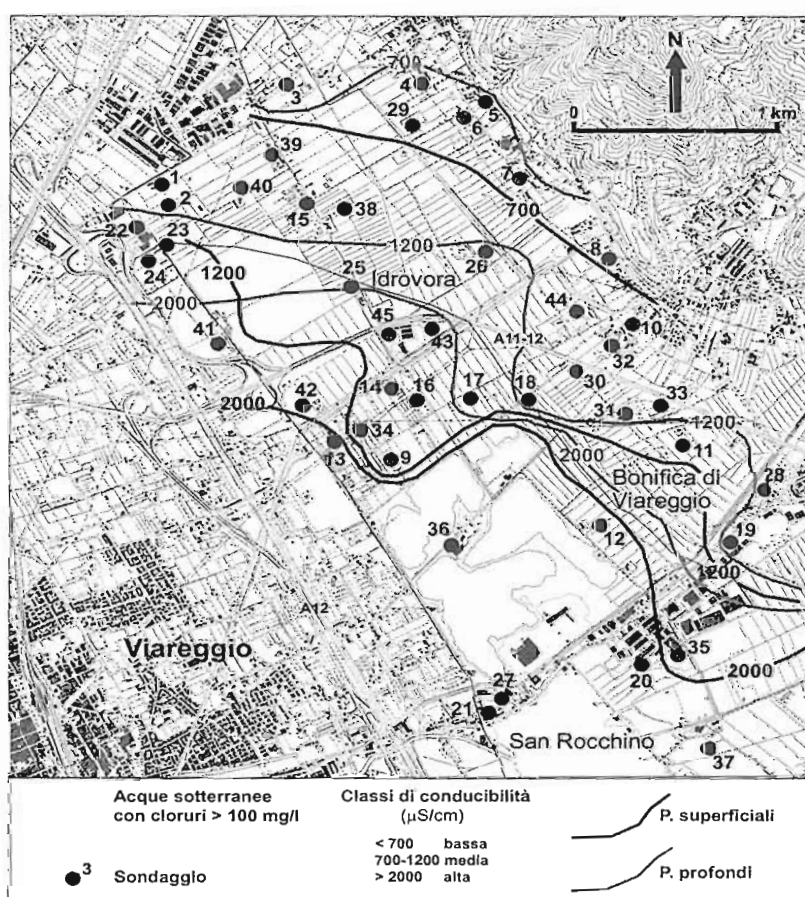 N
0 1 km
700
3
4
5
29
6
39
7
1
40
2
15
38
700
22
23
1200
24
1200
26
8
25
Idrovora
2000
44
10
41
45
43
A11-12
32
30
14
16
17
18
33
42
31
2000
1200
34
11
13
9
2000
Bonifica di
Viareggio
28
12
19
36
1200
A12
Viareggio
35
20
2000
27
21
San Rocchino
37
Acque sotterranee
con cloruri > 100 mg/l
3 Sondaggio
Classi di conducibilità
(µS/cm)
< 700 bassa
700-1200 media
> 2000 alta
P. superficiali
P. profondi